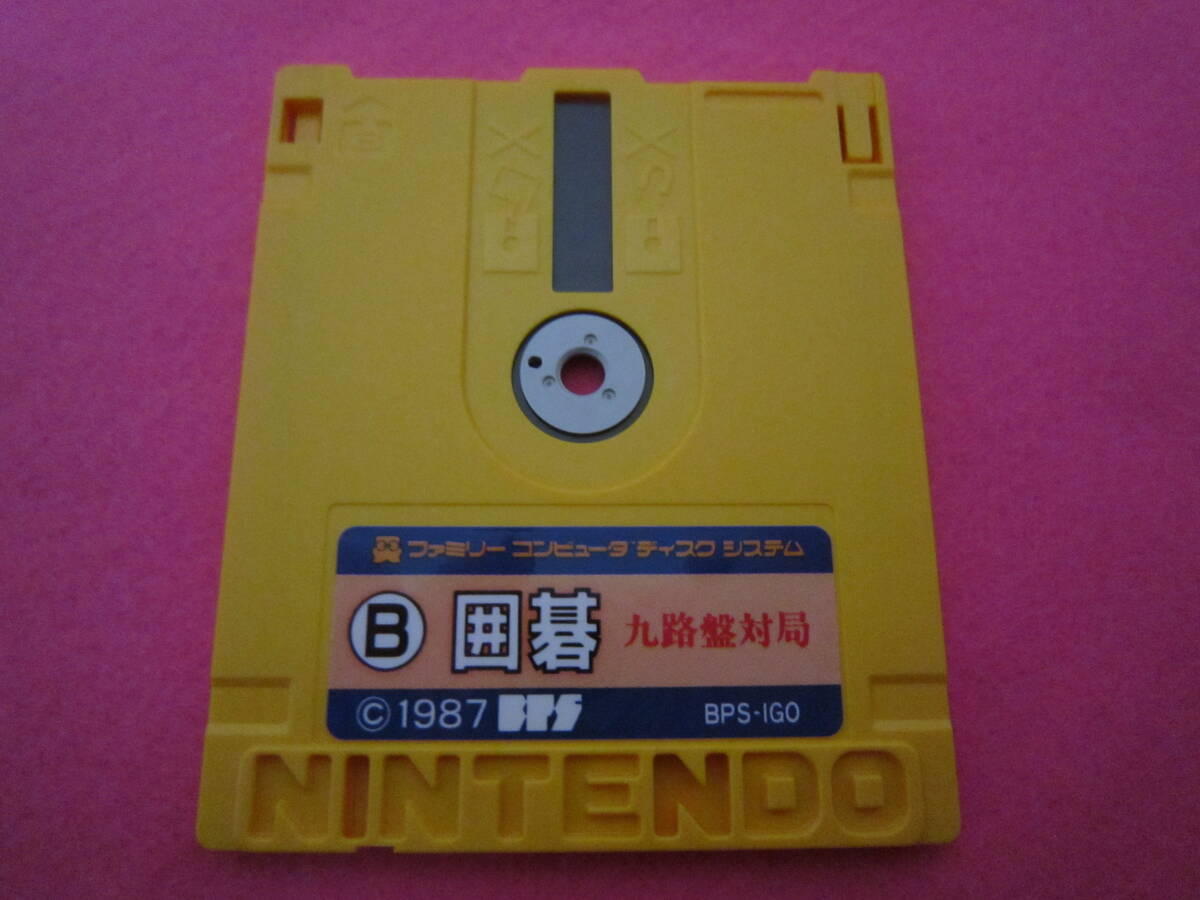 ファミリー コンピュータ ディスク システム
B 囲碁 九路盤対局
©1987 BPS BPS-IGO
NINTENDO